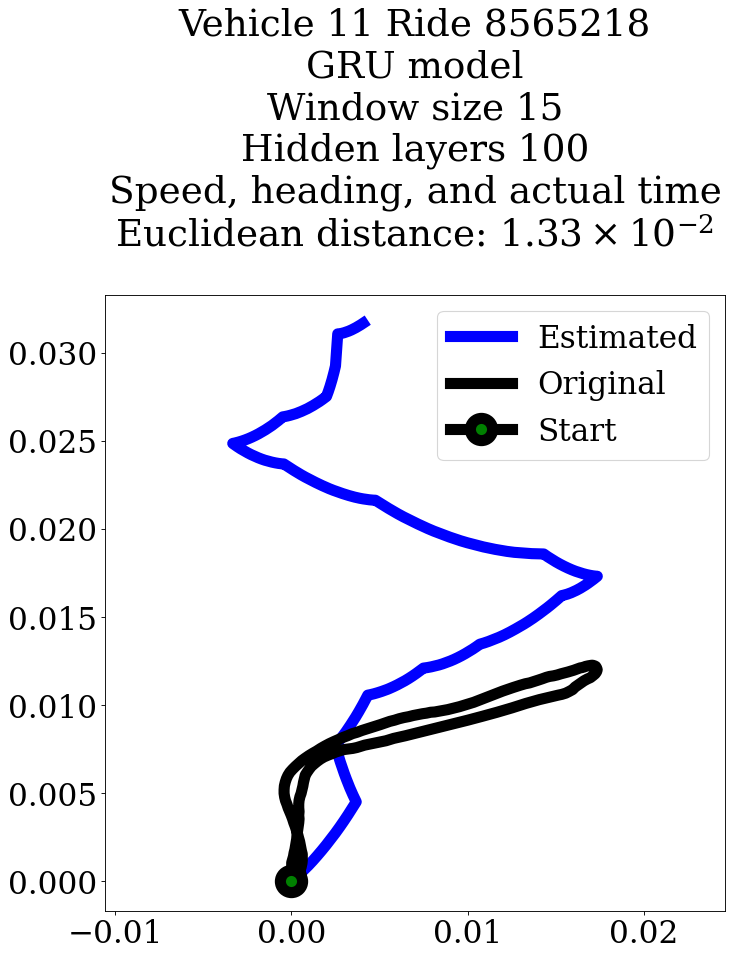 Vehicle 11 Ride 8565218
GRU model
Window size 15
Hidden layers 100
Speed, heading, and actual time
Euclidean distance: 1.33 × 10⁻²
Estimated
Original
Start
0.030
0.025
0.020
0.015
0.010
0.005
0.000
−0.01 0.00 0.01 0.02